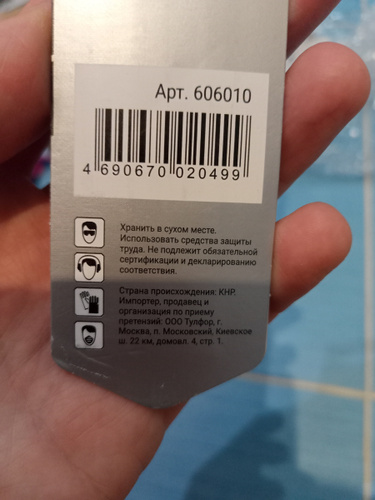 Арт. 606010
4 690670 020499
Хранить в сухом месте.
Использовать средства защиты
труда. Не подлежит обязательной
сертификации и декларированию
соответствия.
Страна происхождения: КНР.
Импортер, продавец и
организация по приему
претензий: ООО Тулфор, г.
Москва, п. Московский, Киевское
ш. 22 км, домовл. 4, стр. 1.